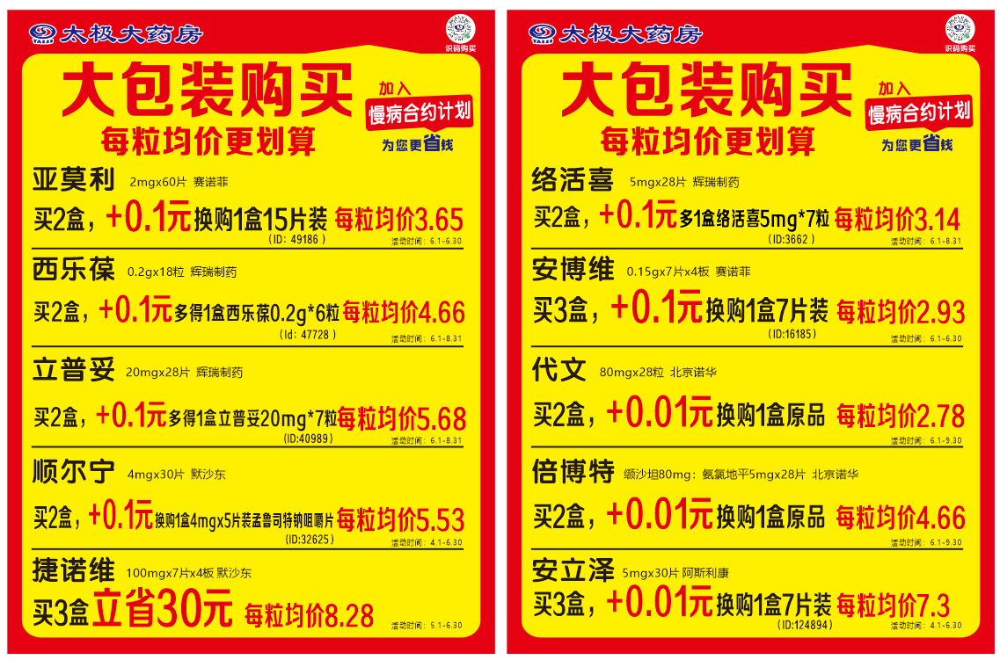 TAIJI 太极大药房
识码购买
大包装购买
每粒均价更划算
加入
慢病合约计划
为您更省钱
亚莫利 2mgx60片 赛诺菲
买2盒，+0.1元换购1盒15片装 每粒均价3.65
(ID: 49186 )
活动时间：6.1-6.30
西乐葆 0.2gx18粒 辉瑞制药
买2盒，+0.1元多得1盒西乐葆0.2g*6粒 每粒均价4.66
(Id: 47728 )
活动时间：6.1-8.31
立普妥 20mgx28片 辉瑞制药
买2盒，+0.1元多得1盒立普妥20mg*7粒 每粒均价5.68
(ID:40989)
活动时间：6.1-8.31
顺尔宁 4mgx30片 默沙东
买2盒，+0.1元换购1盒4mgx5片装孟鲁司特钠咀嚼片 每粒均价5.53
(ID:32625)
活动时间：4.1-6.30
捷诺维 100mgx7片x4板 默沙东
买3盒立省30元 每粒均价8.28
活动时间：5.1-6.30
TAIJI 太极大药房
识码购买
大包装购买
每粒均价更划算
加入
慢病合约计划
为您更省钱
络活喜 5mgx28片 辉瑞制药
买2盒，+0.1元多1盒络活喜5mg*7粒 每粒均价3.14
(ID:3662 )
活动时间：6.1-8.31
安博维 0.15gx7片x4板 赛诺菲
买3盒，+0.1元换购1盒7片装 每粒均价2.93
(ID:16185)
活动时间：6.1-6.30
代文 80mgx28粒 北京诺华
买2盒，+0.01元换购1盒原品 每粒均价2.78
活动时间：6.1-9.30
倍博特 缬沙坦80mg：氨氯地平5mgx28片 北京诺华
买2盒，+0.01元换购1盒原品 每粒均价4.66
活动时间：6.1-9.30
安立泽 5mgx30片 阿斯利康
买3盒，+0.01元换购1盒7片装 每粒均价7.3
(ID:124894)
活动时间：4.1-6.30